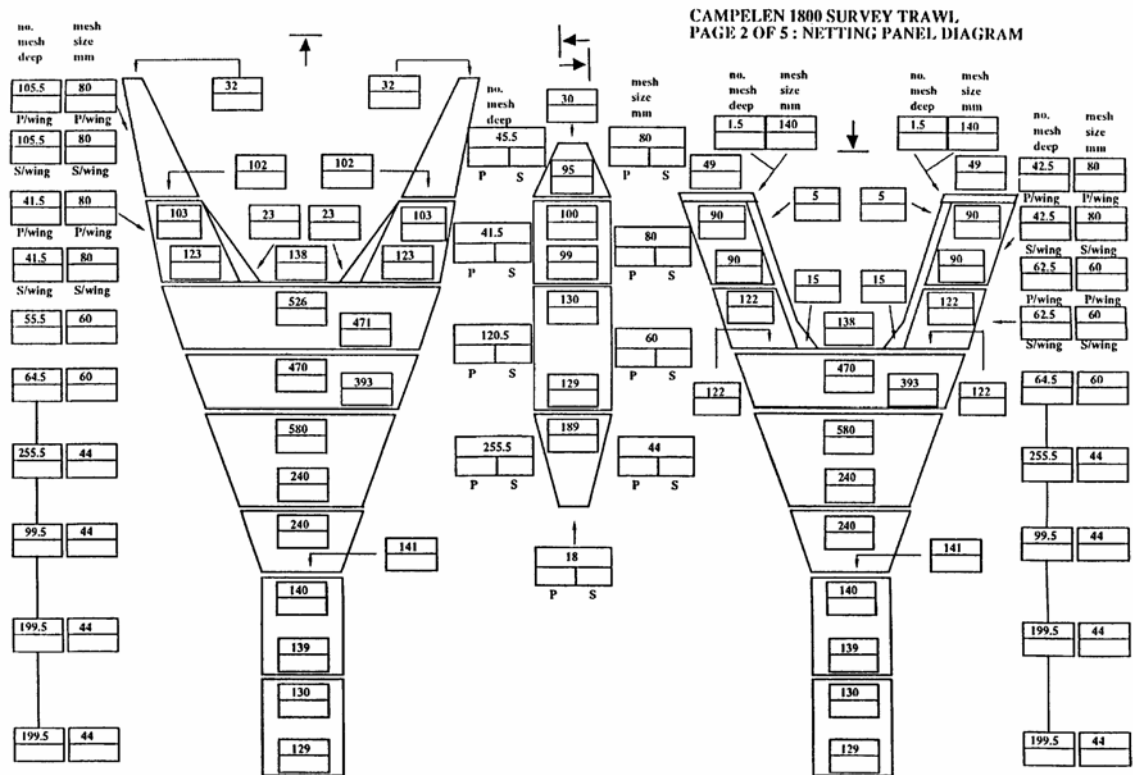 CAMPELEN 1800 SURVEY TRAWL
PAGE 2 OF 5 : NETTING PANEL DIAGRAM
no. mesh deep
mesh size mm
105.5 80
P/wing P/wing
105.5 80
S/wing S/wing
41.5 80
P/wing P/wing
41.5 80
S/wing S/wing
55.5 60
64.5 60
255.5 44
99.5 44
199.5 44
199.5 44
32 32
102 102
103 23 23 103
123 138 123
526
471
470
393
580
240
240
141
140
139
130
129
no. mesh deep
mesh size mm
30
45.5 80
P S P S
95
100
41.5 80
P S P S
99
130
120.5 60
P S P S
129
189
255.5 44
P S P S
18
P S
no. mesh deep
mesh size mm
no. mesh deep
mesh size mm
1.5 140 1.5 140
49 49
5 5
90 90
90 90
15 15
122 122
138
470
393
122 122
580
240
240
141
140
139
130
129
no. mesh deep
mesh size mm
42.5 80
P/wing P/wing
42.5 80
S/wing S/wing
62.5 60
P/wing P/wing
62.5 60
S/wing S/wing
64.5 60
255.5 44
99.5 44
199.5 44
199.5 44